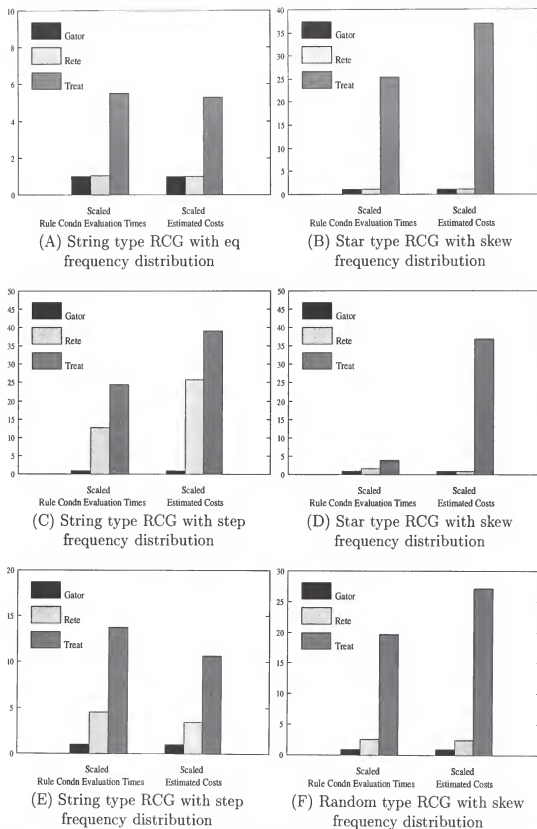 10
8
6
4
2
0
Gator
Rete
Treat
Scaled
Rule Condn Evaluation Times
Scaled
Estimated Costs
(A) String type RCG with eq
frequency distribution
40
35
30
25
20
15
10
5
0
Gator
Rete
Treat
Scaled
Rule Condn Evaluation Times
Scaled
Estimated Costs
(B) Star type RCG with skew
frequency distribution
50
45
40
35
30
25
20
15
10
5
0
Gator
Rete
Treat
Scaled
Rule Condn Evaluation Times
Scaled
Estimated Costs
(C) String type RCG with step
frequency distribution
50
45
40
35
30
25
20
15
10
5
0
Gator
Rete
Treat
Scaled
Rule Condn Evaluation Times
Scaled
Estimated Costs
(D) Star type RCG with skew
frequency distribution
20
15
10
5
0
Gator
Rete
Treat
Scaled
Rule Condn Evaluation Times
Scaled
Estimated Costs
(E) String type RCG with step
frequency distribution
30
20
10
5
0
Gator
Rete
Treat
Scaled
Rule Condn Evaluation Times
Scaled
Estimated Costs
(F) Random type RCG with skew
frequency distribution